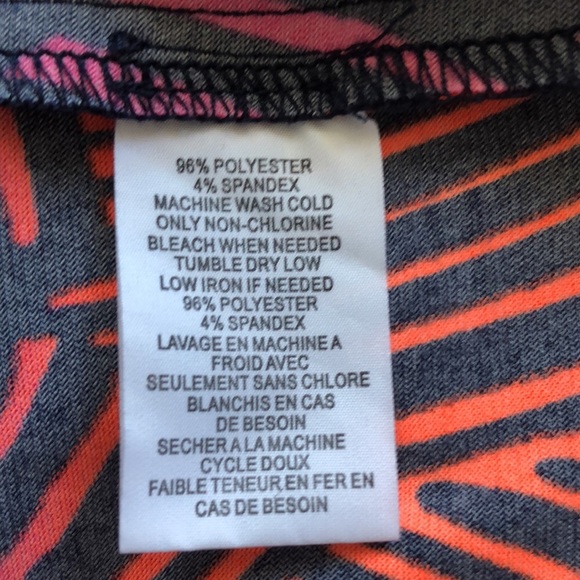 96% POLYESTER
4% SPANDEX
MACHINE WASH COLD
ONLY NON-CHLORINE
BLEACH WHEN NEEDED
TUMBLE DRY LOW
LOW IRON IF NEEDED
96% POLYESTER
4% SPANDEX
LAVAGE EN MACHINE A
FROID AVEC
SEULEMENT SANS CHLORE
BLANCHIS EN CAS
DE BESOIN
SECHER A LA MACHINE
CYCLE DOUX
FAIBLE TENEUR EN FER EN
CAS DE BESOIN